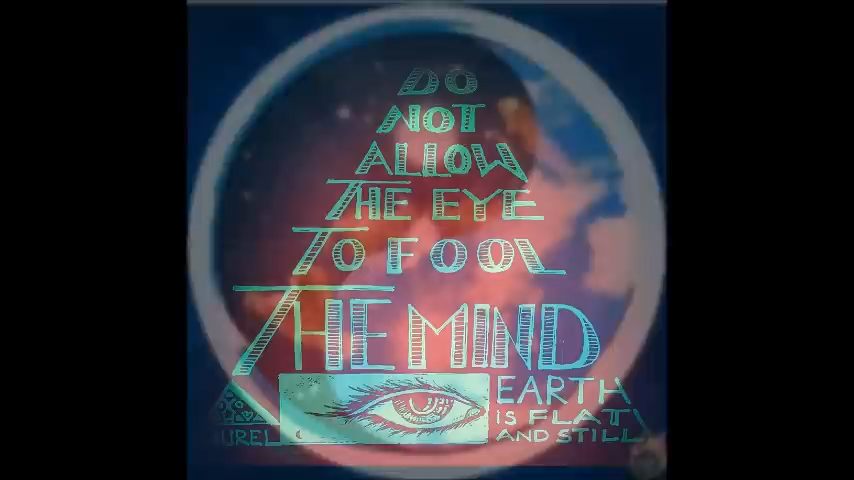 DO
NOT
ALLOW
THE EYE
TO FOOL
THE MIND
EARTH
IS FLAT
AND STILL